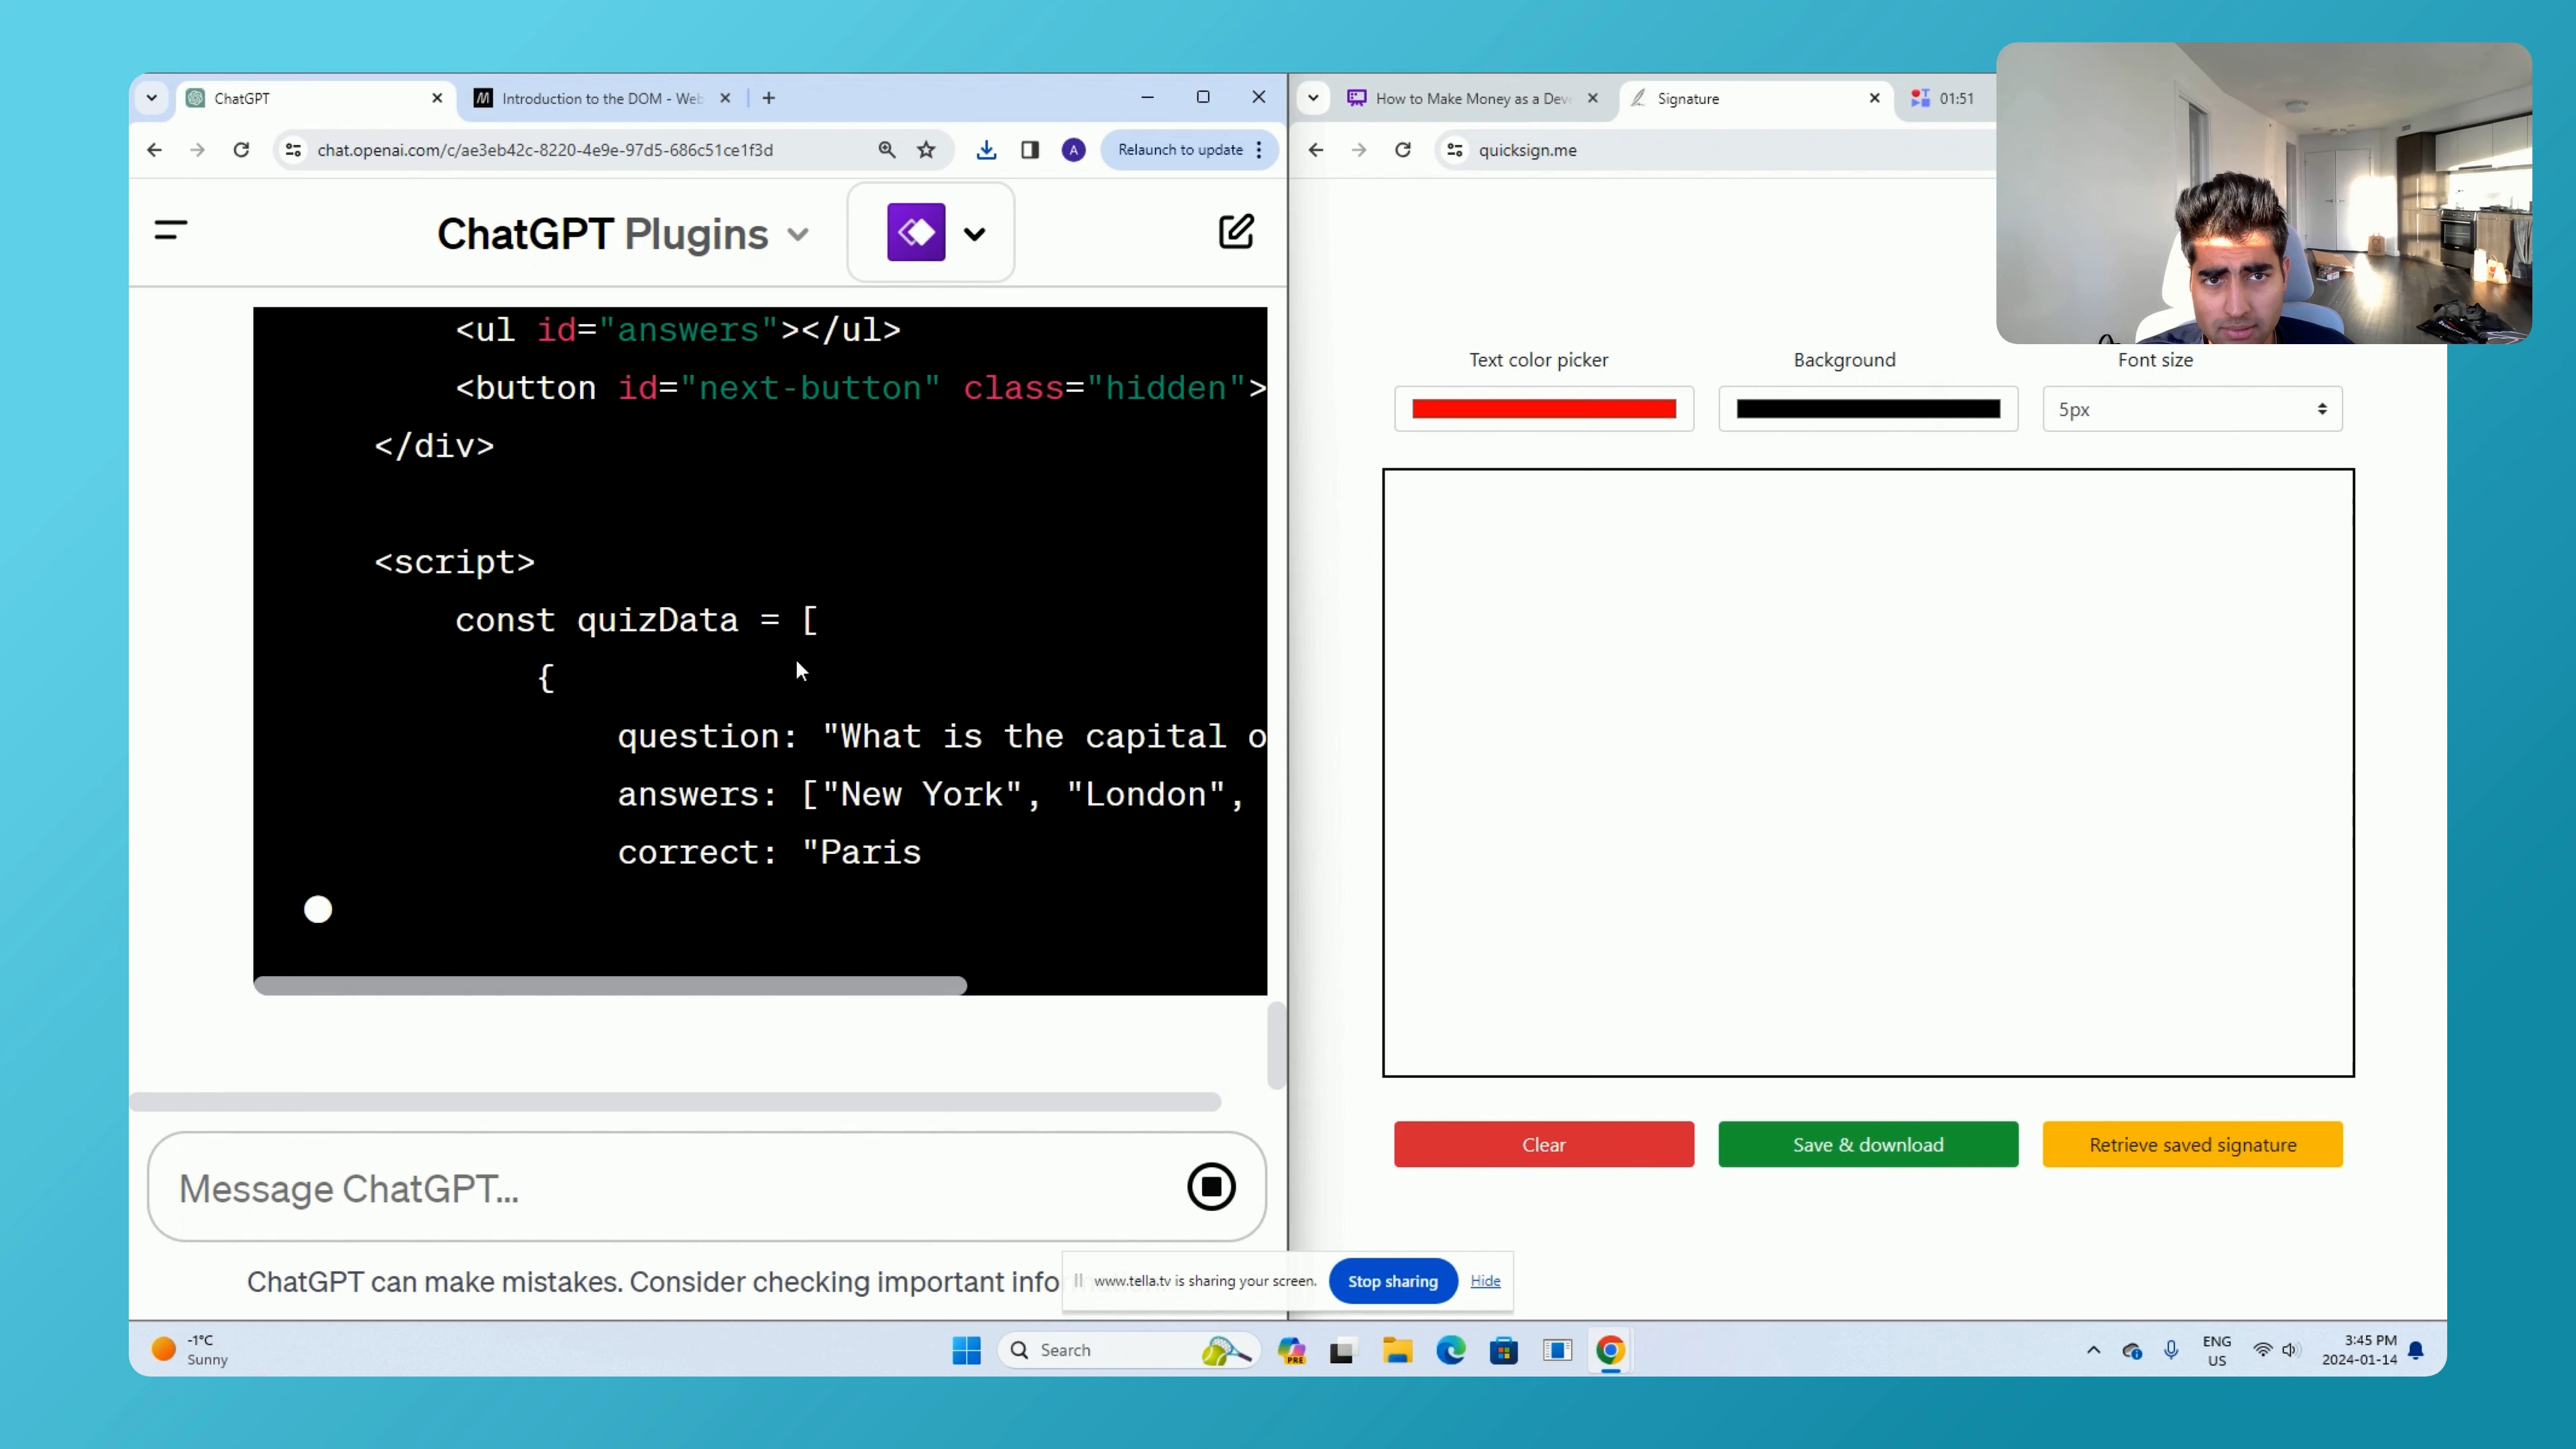 ChatGPT
Introduction to the DOM - Web
How to Make Money as a Deve
Signature
01:51
chat.openai.com/c/ae3eb42c-8220-4e9e-97d5-686c51ce1f3d
A
Relaunch to update
quicksign.me
ChatGPT Plugins
<ul id="answers"></ul>
<button id="next-button" class="hidden">
</div>
<script>
const quizData = [
{
question: "What is the capital o
answers: ["New York", "London",
correct: "Paris
Message ChatGPT...
ChatGPT can make mistakes. Consider checking important info
Text color picker
Background
Font size
5px
Clear
Save & download
Retrieve saved signature
www.tella.tv is sharing your screen.
Stop sharing
Hide
-1°C
Sunny
Search
PRE
ENG
US
3:45 PM
2024-01-14